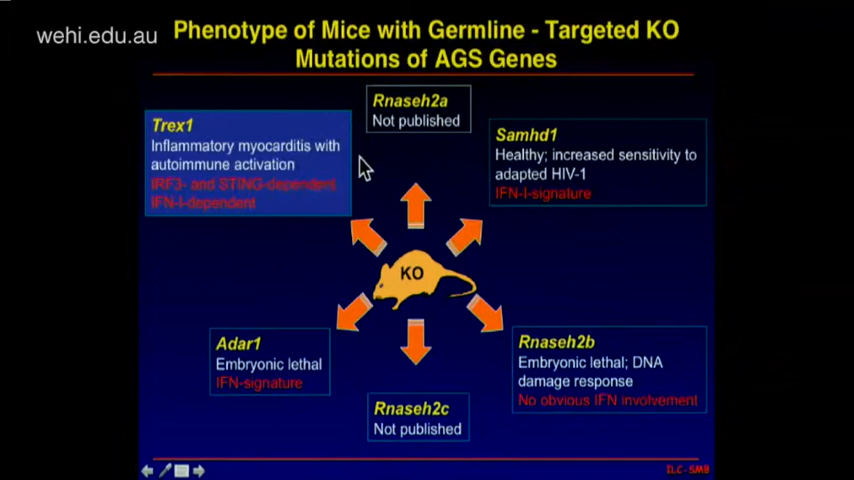 wehi.edu.au
Phenotype of Mice with Germline - Targeted KO
Mutations of AGS Genes
Rnaseh2a
Not published
Trex1
Inflammatory myocarditis with
autoimmune activation
IRF3- and STING-dependent
IFN-I-dependent
Samhd1
Healthy; increased sensitivity to
adapted HIV-1
IFN-I-signature
KO
Adar1
Embryonic lethal
IFN-signature
Rnaseh2b
Embryonic lethal; DNA
damage response
No obvious IFN involvement
Rnaseh2c
Not published
ILC-SMB